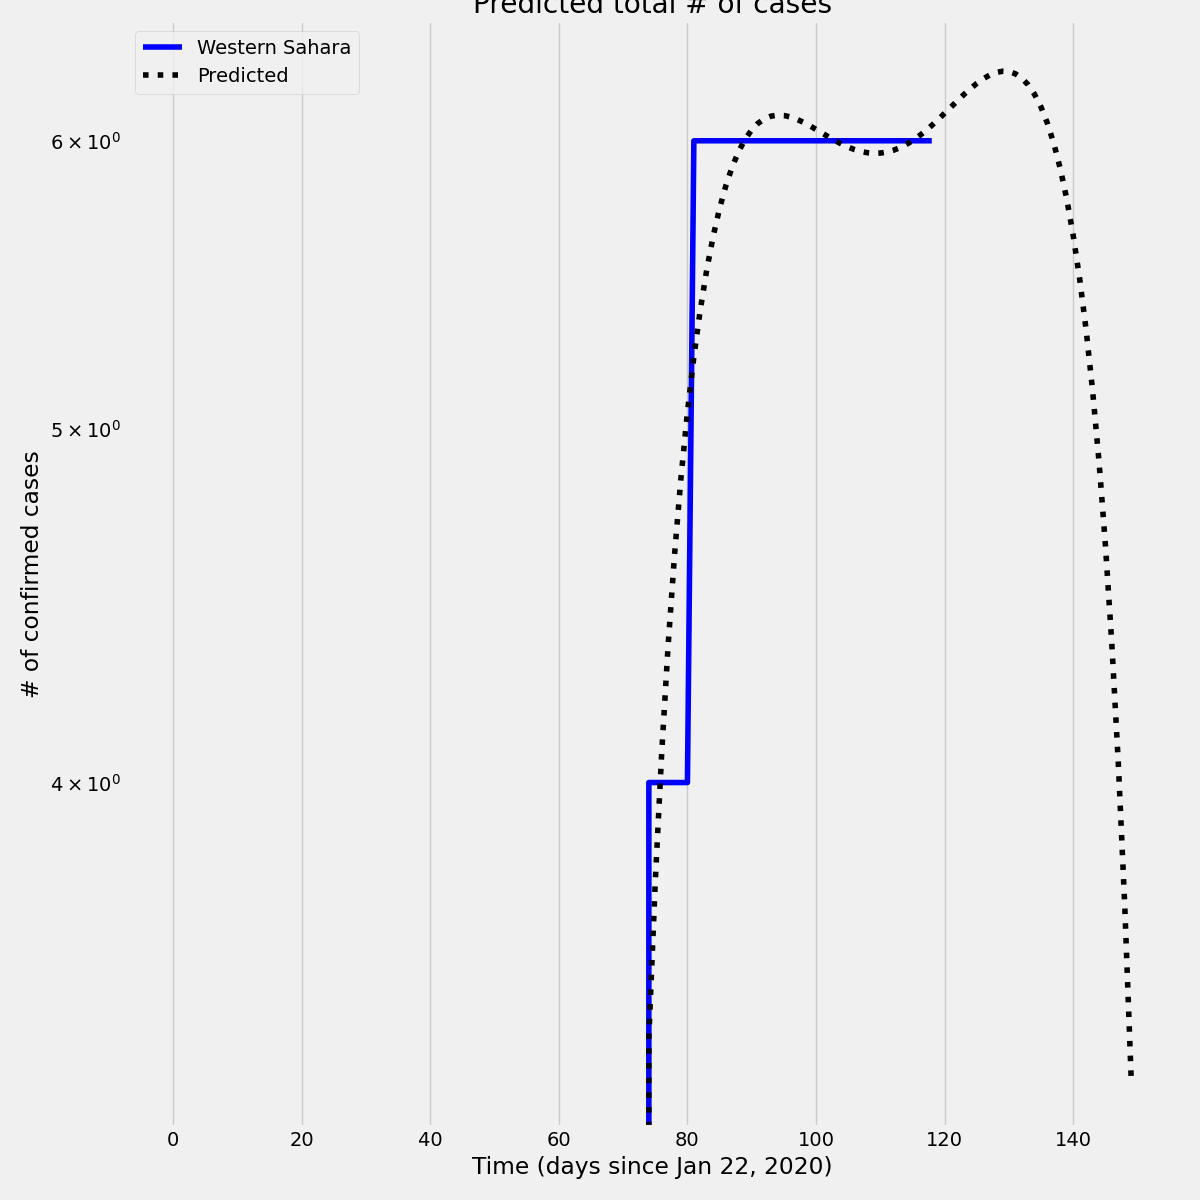 Predicted total # of cases
Western Sahara
Predicted
6 × 10⁰
5 × 10⁰
4 × 10⁰
# of confirmed cases
0 20 40 60 80 100 120 140
Time (days since Jan 22, 2020)